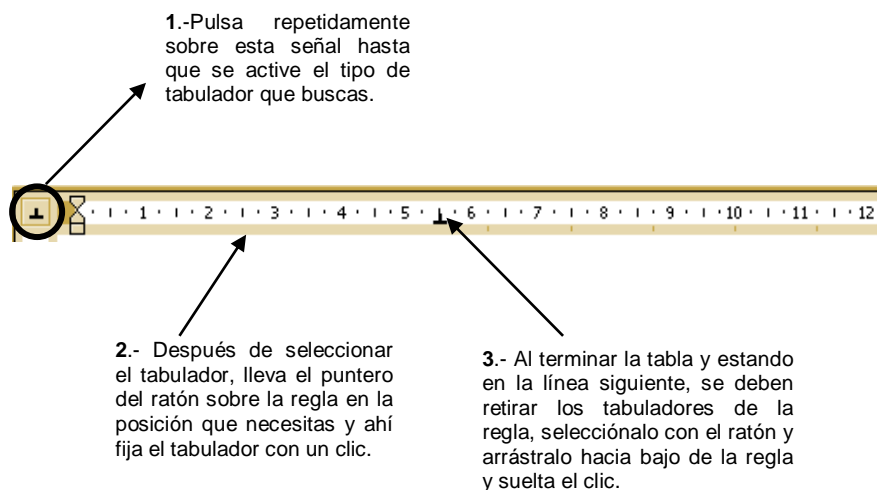 1.-Pulsa repetidamente
sobre esta señal hasta
que se active el tipo de
tabulador que buscas.
1 2 3 4 5 6 7 8 9 10 11 12
2.- Después de seleccionar
el tabulador, lleva el puntero
del ratón sobre la regla en la
posición que necesitas y ahí
fija el tabulador con un clic.
3.- Al terminar la tabla y estando
en la línea siguiente, se deben
retirar los tabuladores de la
regla, selecciónalo con el ratón y
arrástralo hacia bajo de la regla
y suelta el clic.